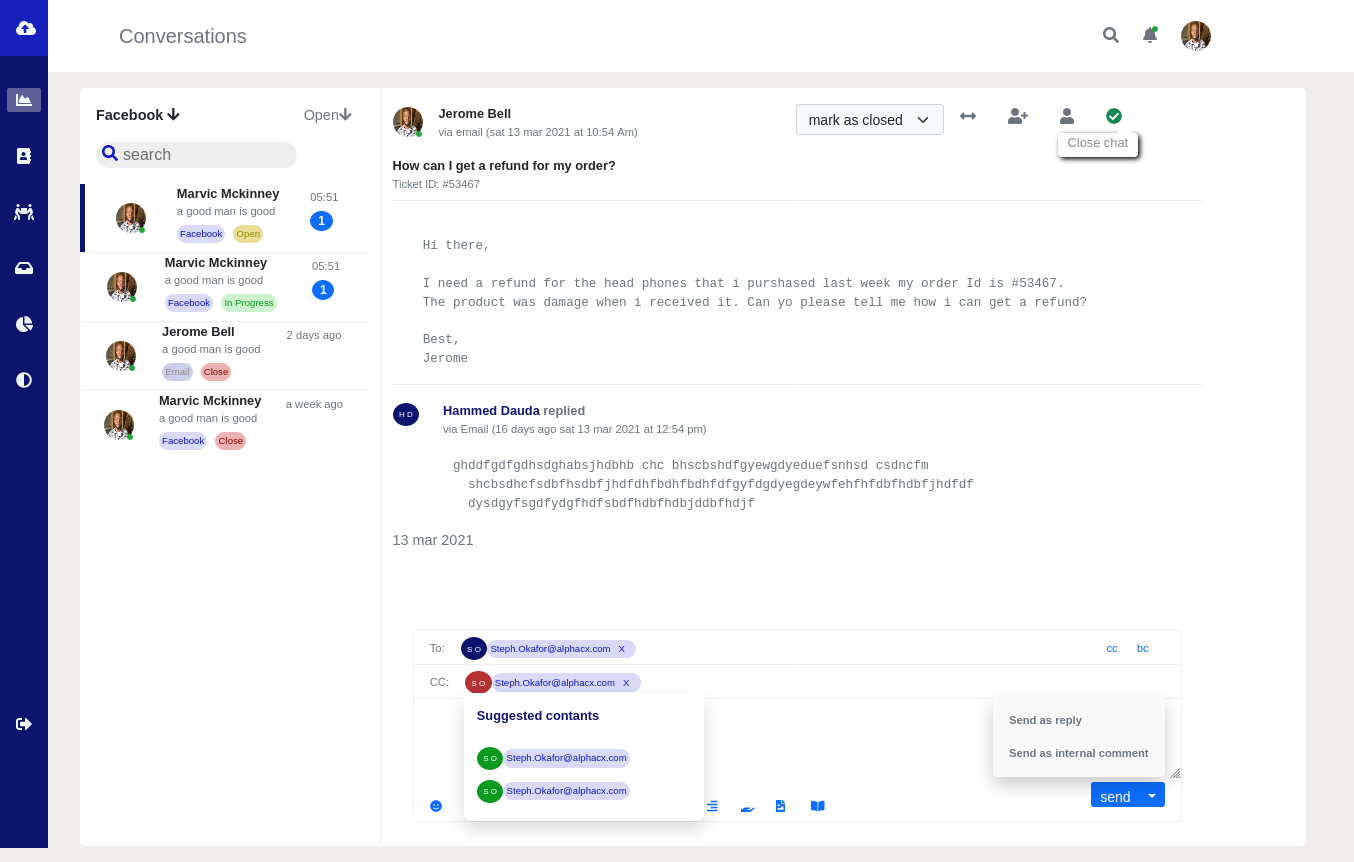 Conversations
Facebook
Open
search
Marvic Mckinney
05:51
a good man is good
1
Facebook
Open
Marvic Mckinney
05:51
a good man is good
1
Facebook
In Progress
Jerome Bell
2 days ago
a good man is good
Email
Close
Marvic Mckinney
a week ago
a good man is good
Facebook
Close
Jerome Bell
via email (sat 13 mar 2021 at 10:54 Am)
mark as closed
Close chat
How can I get a refund for my order?
Ticket ID: #53467
Hi there,
I need a refund for the head phones that i purshased last week my order Id is #53467.
The product was damage when i received it. Can yo please tell me how i can get a refund?
Best,
Jerome
H D
Hammed Dauda replied
via Email (16 days ago sat 13 mar 2021 at 12:54 pm)
ghddfgdfgdhsdghabsjhdbhb chc bhscbshdfgyewgdyeduefsnhsd csdncfm
shcbsdhcfsdbfhsdbfjhdfdhfbdhfbdhfdfgyfdgdyegdeywfehfhfdbfhdbfjhdfdf
dysdgyfsgdfydgfhdfsbdfhdbfhdbjddbfhdjf
13 mar 2021
To: S O Steph.Okafor@alphacx.com X
cc bc
CC: S O Steph.Okafor@alphacx.com X
Suggested contants
S O Steph.Okafor@alphacx.com
S O Steph.Okafor@alphacx.com
Send as reply
Send as internal comment
send